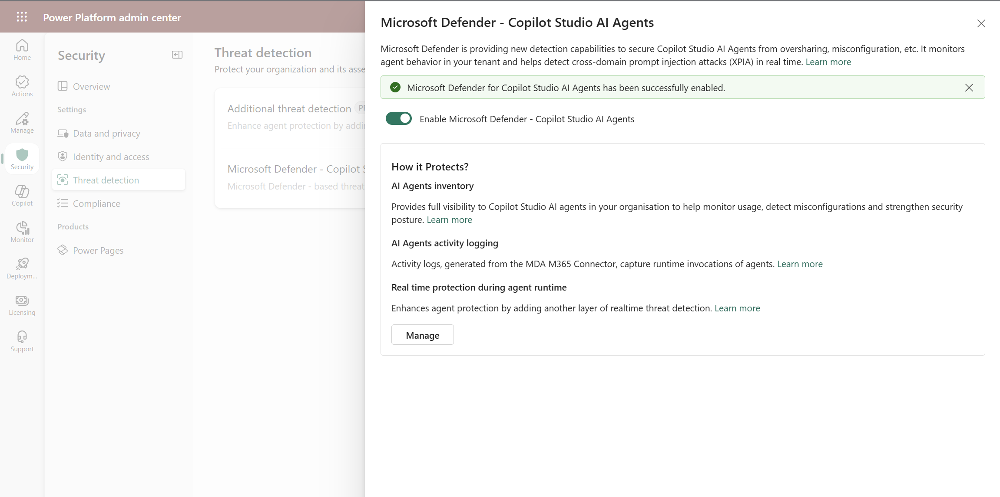 Power Platform admin center
Home
Actions
Manage
Security
Copilot
Monitor
Deploym...
Licensing
Support
Security
Overview
Settings
Data and privacy
Identity and access
Threat detection
Compliance
Products
Power Pages
Threat detection
Protect your organization and its asse
Additional threat detection
Enhance agent protection by addi
Microsoft Defender - Copilot S
Microsoft Defender - based threat
Microsoft Defender - Copilot Studio AI Agents
Microsoft Defender is providing new detection capabilities to secure Copilot Studio AI Agents from oversharing, misconfiguration, etc. It monitors
agent behavior in your tenant and helps detect cross-domain prompt injection attacks (XPIA) in real time. Learn more
Microsoft Defender for Copilot Studio AI Agents has been successfully enabled.
Enable Microsoft Defender - Copilot Studio AI Agents
How it Protects?
AI Agents inventory
Provides full visibility to Copilot Studio AI agents in your organisation to help monitor usage, detect misconfigurations and strengthen security
posture. Learn more
AI Agents activity logging
Activity logs, generated from the MDA M365 Connector, capture runtime invocations of agents. Learn more
Real time protection during agent runtime
Enhances agent protection by adding another layer of realtime threat detection. Learn more
Manage